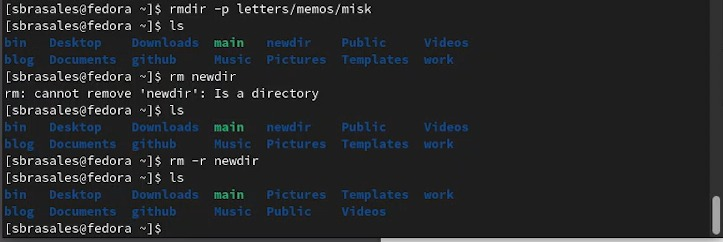 [sbrasales@fedora ~]$ rmdir -p letters/memos/misk
[sbrasales@fedora ~]$ ls
bin   Desktop    Downloads  main   newdir    Public     Videos
blog  Documents  github     Music  Pictures  Templates  work
[sbrasales@fedora ~]$ rm newdir
rm: cannot remove 'newdir': Is a directory
[sbrasales@fedora ~]$ ls
bin   Desktop    Downloads  main   newdir    Public     Videos
blog  Documents  github     Music  Pictures  Templates  work
[sbrasales@fedora ~]$ rm -r newdir
[sbrasales@fedora ~]$ ls
bin   Desktop    Downloads  main   Pictures  Templates  work
blog  Documents  github     Music  Public    Videos
[sbrasales@fedora ~]$